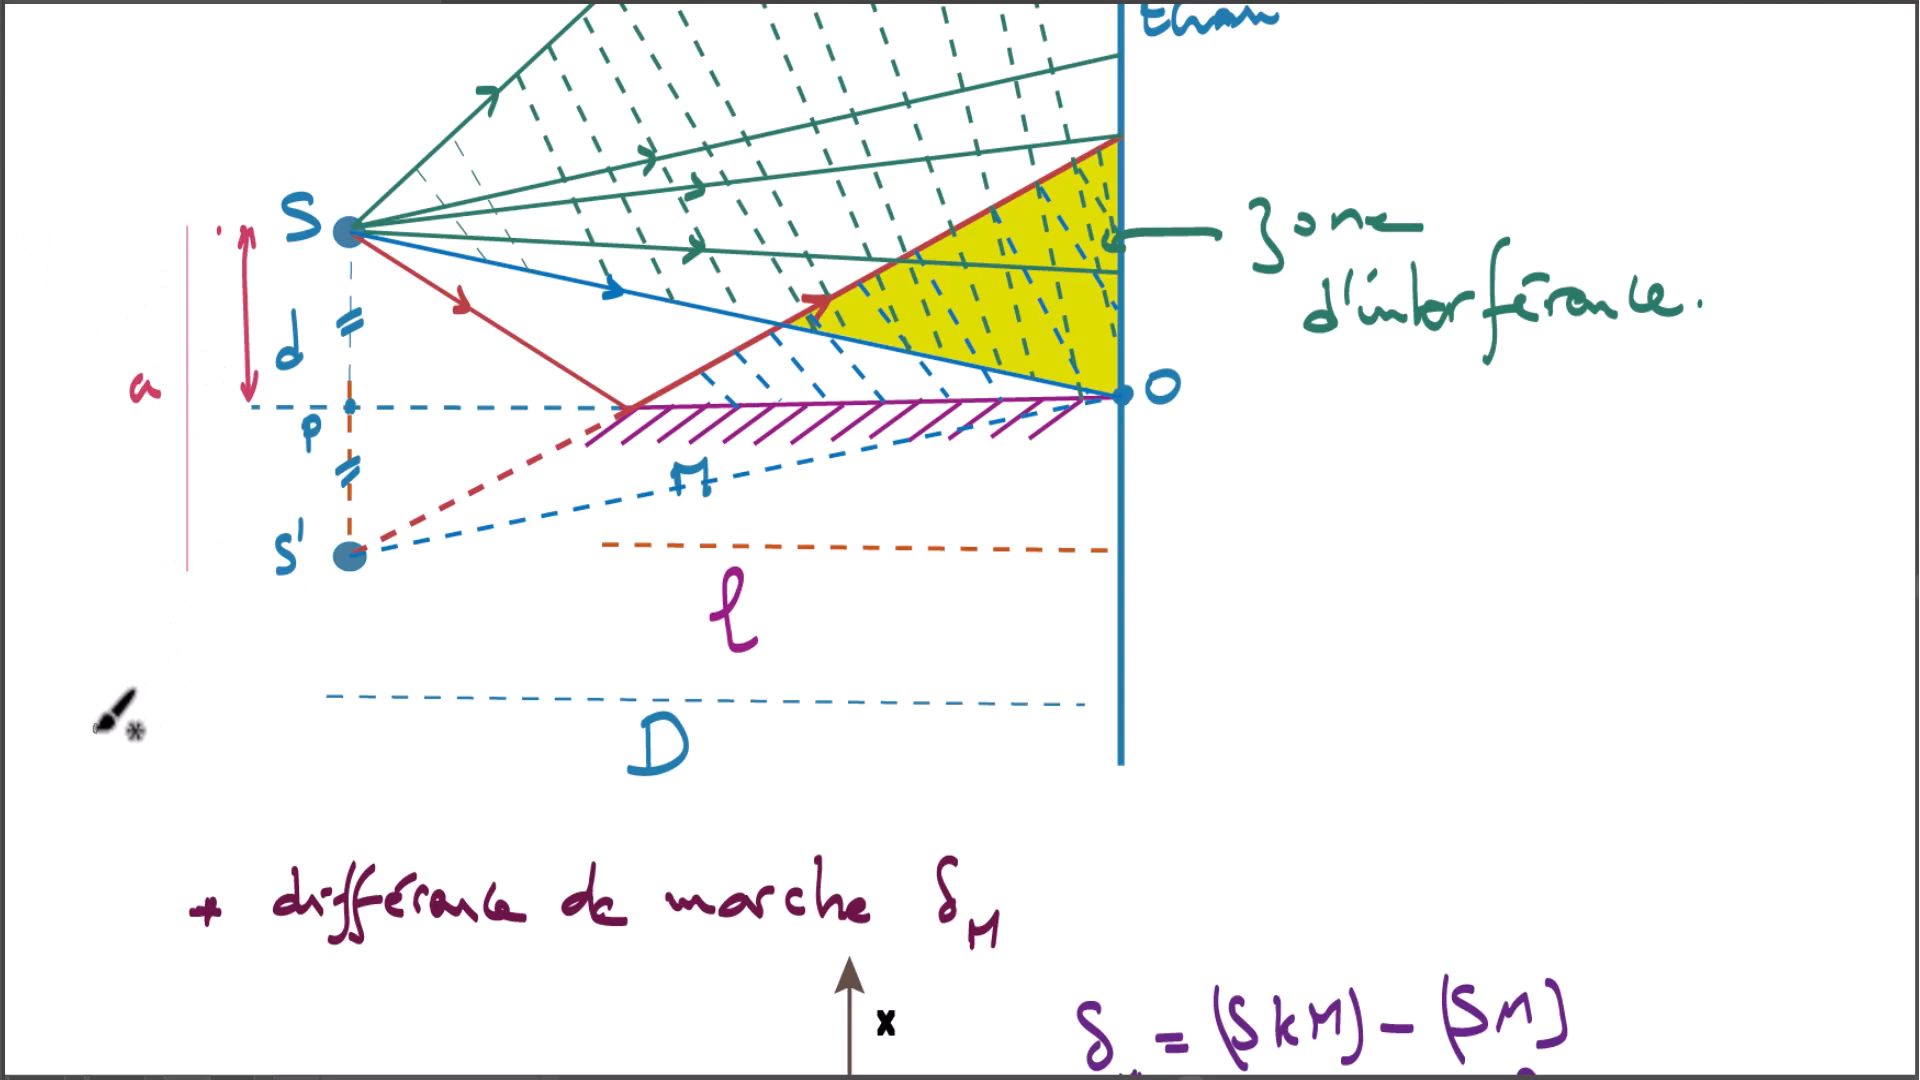 Ecran
S
Zone
d'interférence.
d
a
O
P
M
S'
l
D
* différence de marche δM
x
δ = (SKM) - (SM)